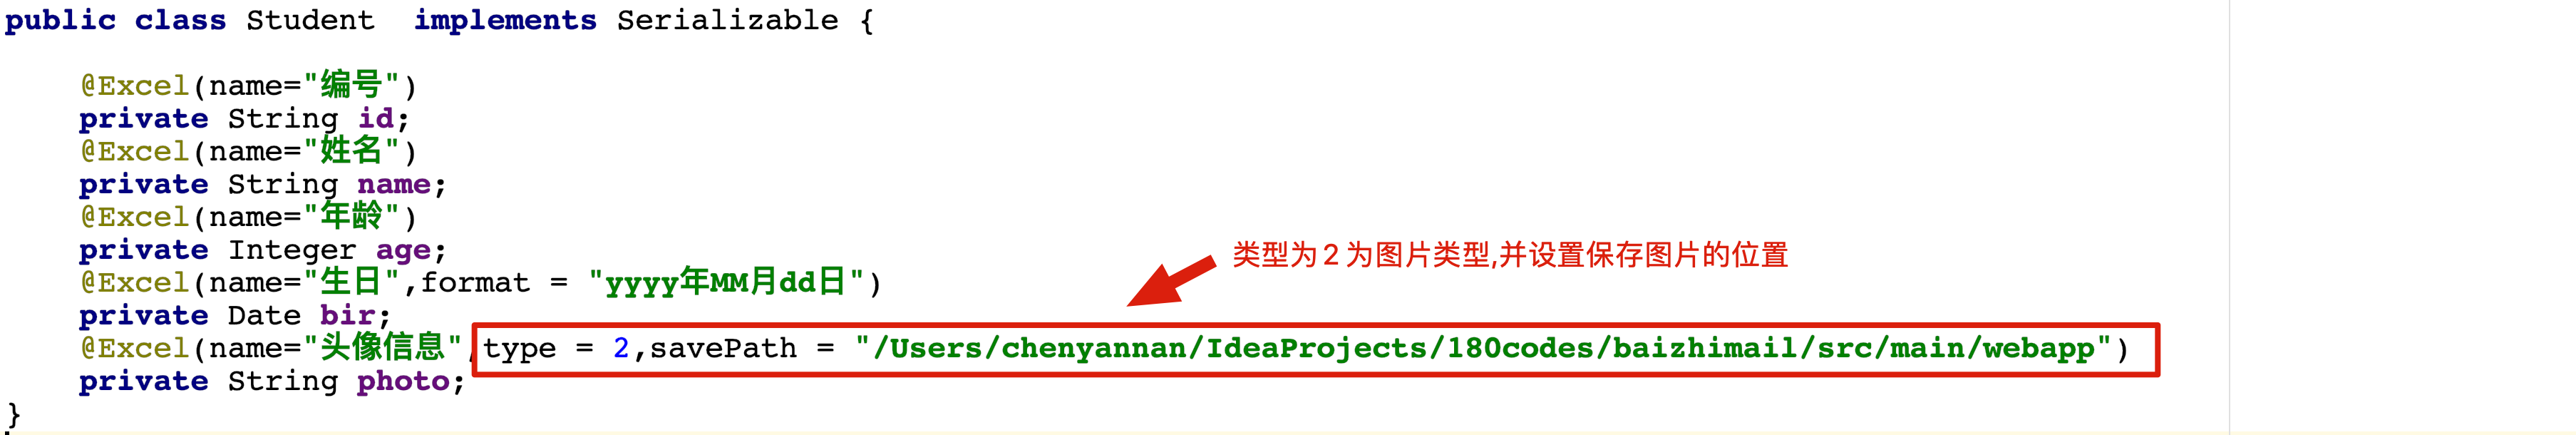 public class Student  implements Serializable {
@Excel(name="编号")
private String id;
@Excel(name="姓名")
private String name;
@Excel(name="年龄")
private Integer age;
类型为2为图片类型,并设置保存图片的位置
@Excel(name="生日",format = "yyyy年MM月dd日")
private Date bir;
@Excel(name="头像信息",type = 2,savePath = "/Users/chenyannan/IdeaProjects/180codes/baizhimail/src/main/webapp")
private String photo;
}